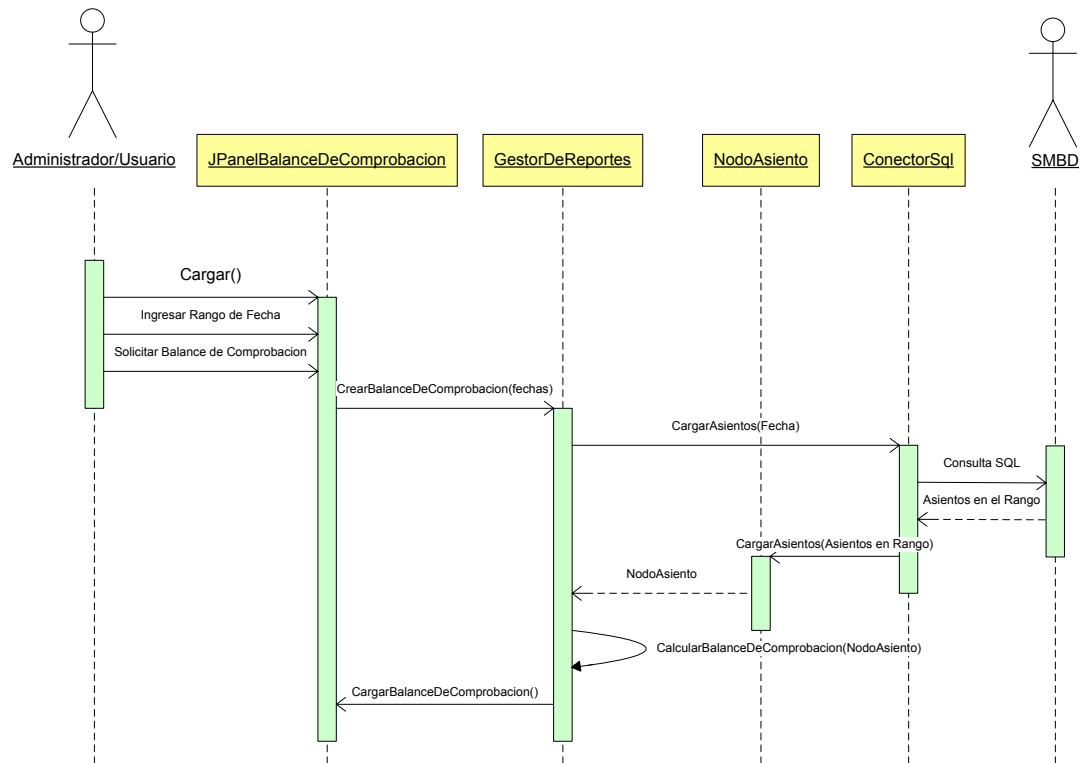 Administrador/Usuario
JPanelBalanceDeComprobacion
GestorDeReportes
NodoAsiento
ConectorSql
SMBD
Cargar()
Ingresar Rango de Fecha
Solicitar Balance de Comprobacion
CrearBalanceDeComprobacion(fechas)
CargarAsientos(Fecha)
Consulta SQL
Asientos en el Rango
CargarAsientos(Asientos en Rango)
NodoAsiento
CalcularBalanceDeComprobacion(NodoAsiento)
CargarBalanceDeComprobacion()